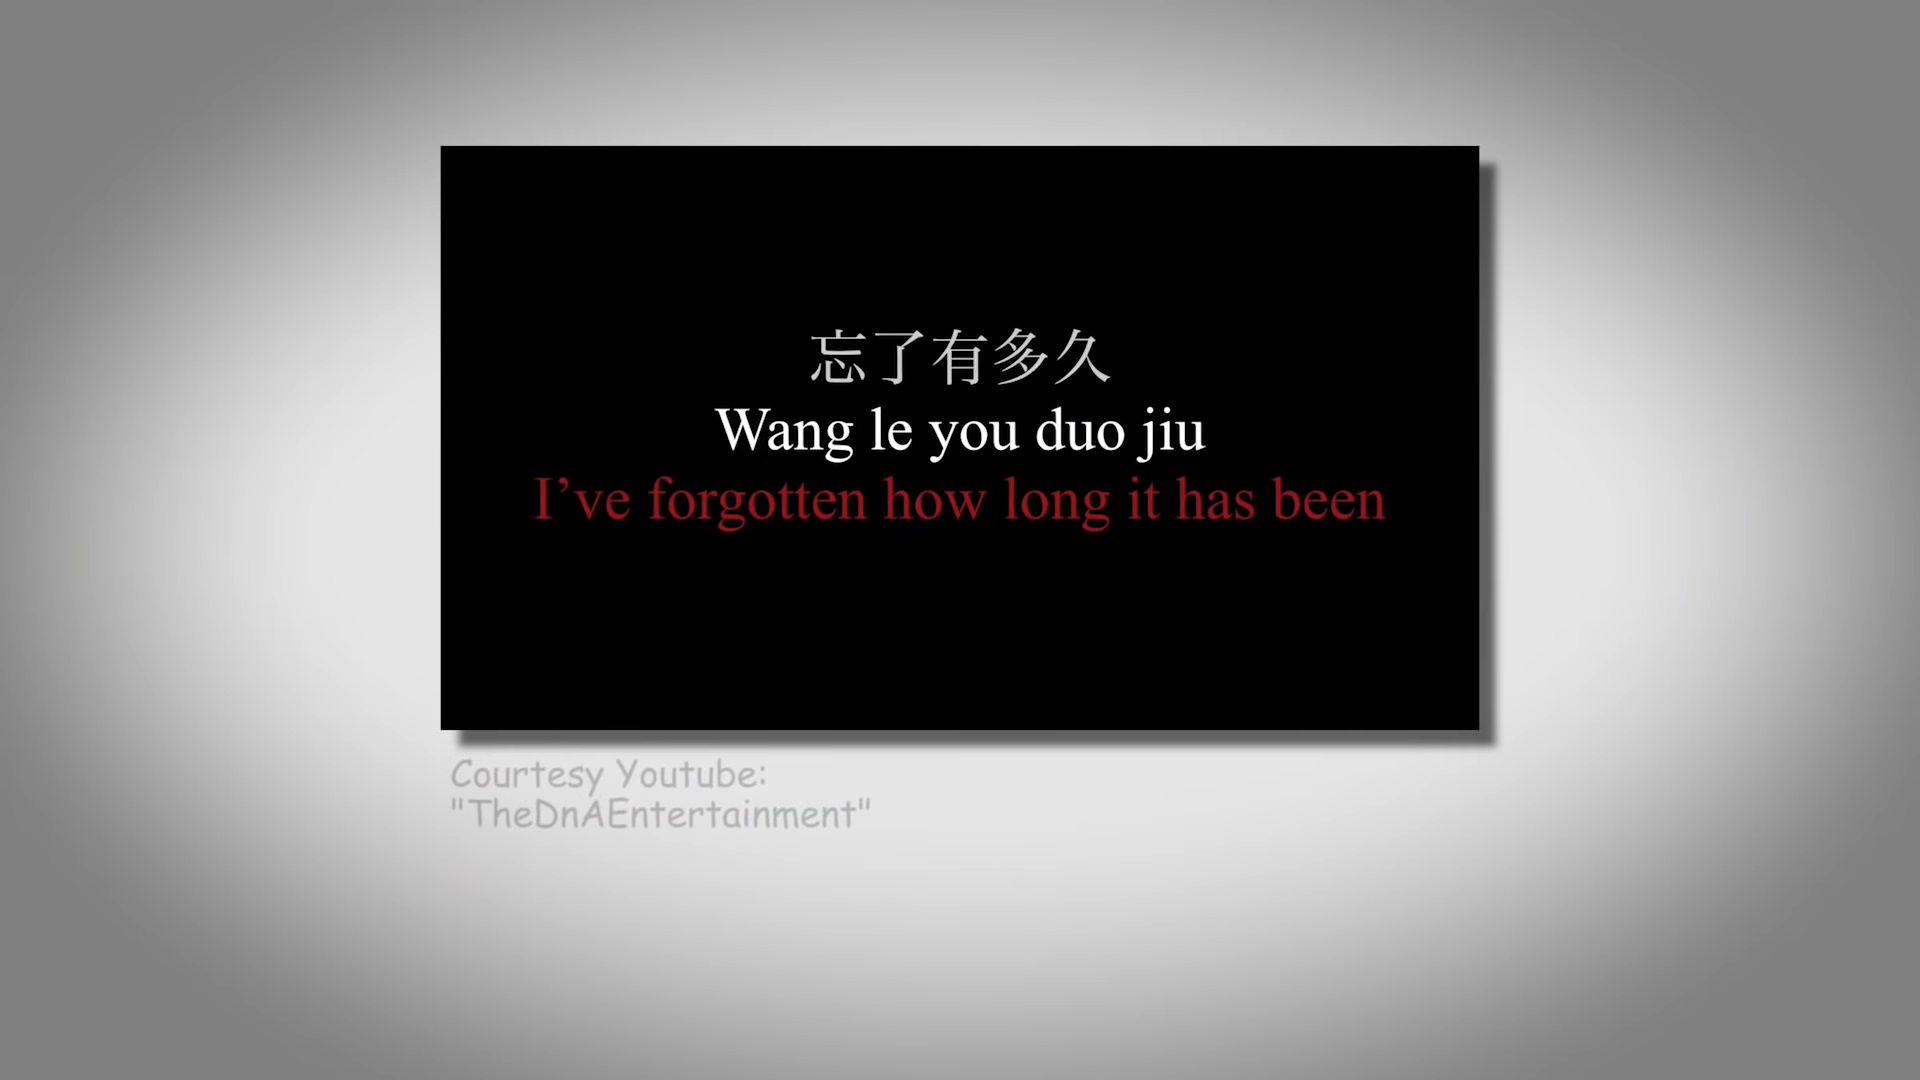 忘了有多久
Wang le you duo jiu
I’ve forgotten how long it has been
Courtesy Youtube:
"TheDnAEntertainment"